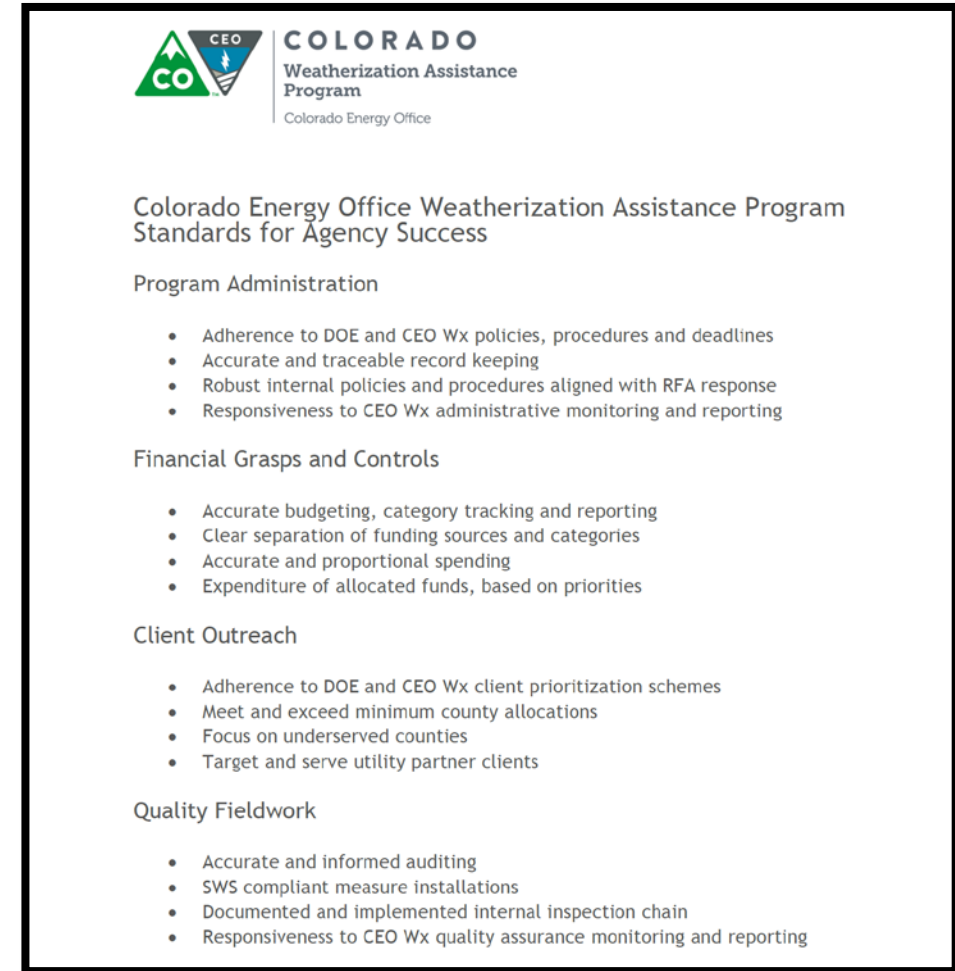 CEO
CO
COLORADO
Weatherization Assistance
Program
Colorado Energy Office
Colorado Energy Office Weatherization Assistance Program
Standards for Agency Success
Program Administration
• Adherence to DOE and CEO Wx policies, procedures and deadlines
• Accurate and traceable record keeping
• Robust internal policies and procedures aligned with RFA response
• Responsiveness to CEO Wx administrative monitoring and reporting
Financial Grasps and Controls
• Accurate budgeting, category tracking and reporting
• Clear separation of funding sources and categories
• Accurate and proportional spending
• Expenditure of allocated funds, based on priorities
Client Outreach
• Adherence to DOE and CEO Wx client prioritization schemes
• Meet and exceed minimum county allocations
• Focus on underserved counties
• Target and serve utility partner clients
Quality Fieldwork
• Accurate and informed auditing
• SWS compliant measure installations
• Documented and implemented internal inspection chain
• Responsiveness to CEO Wx quality assurance monitoring and reporting